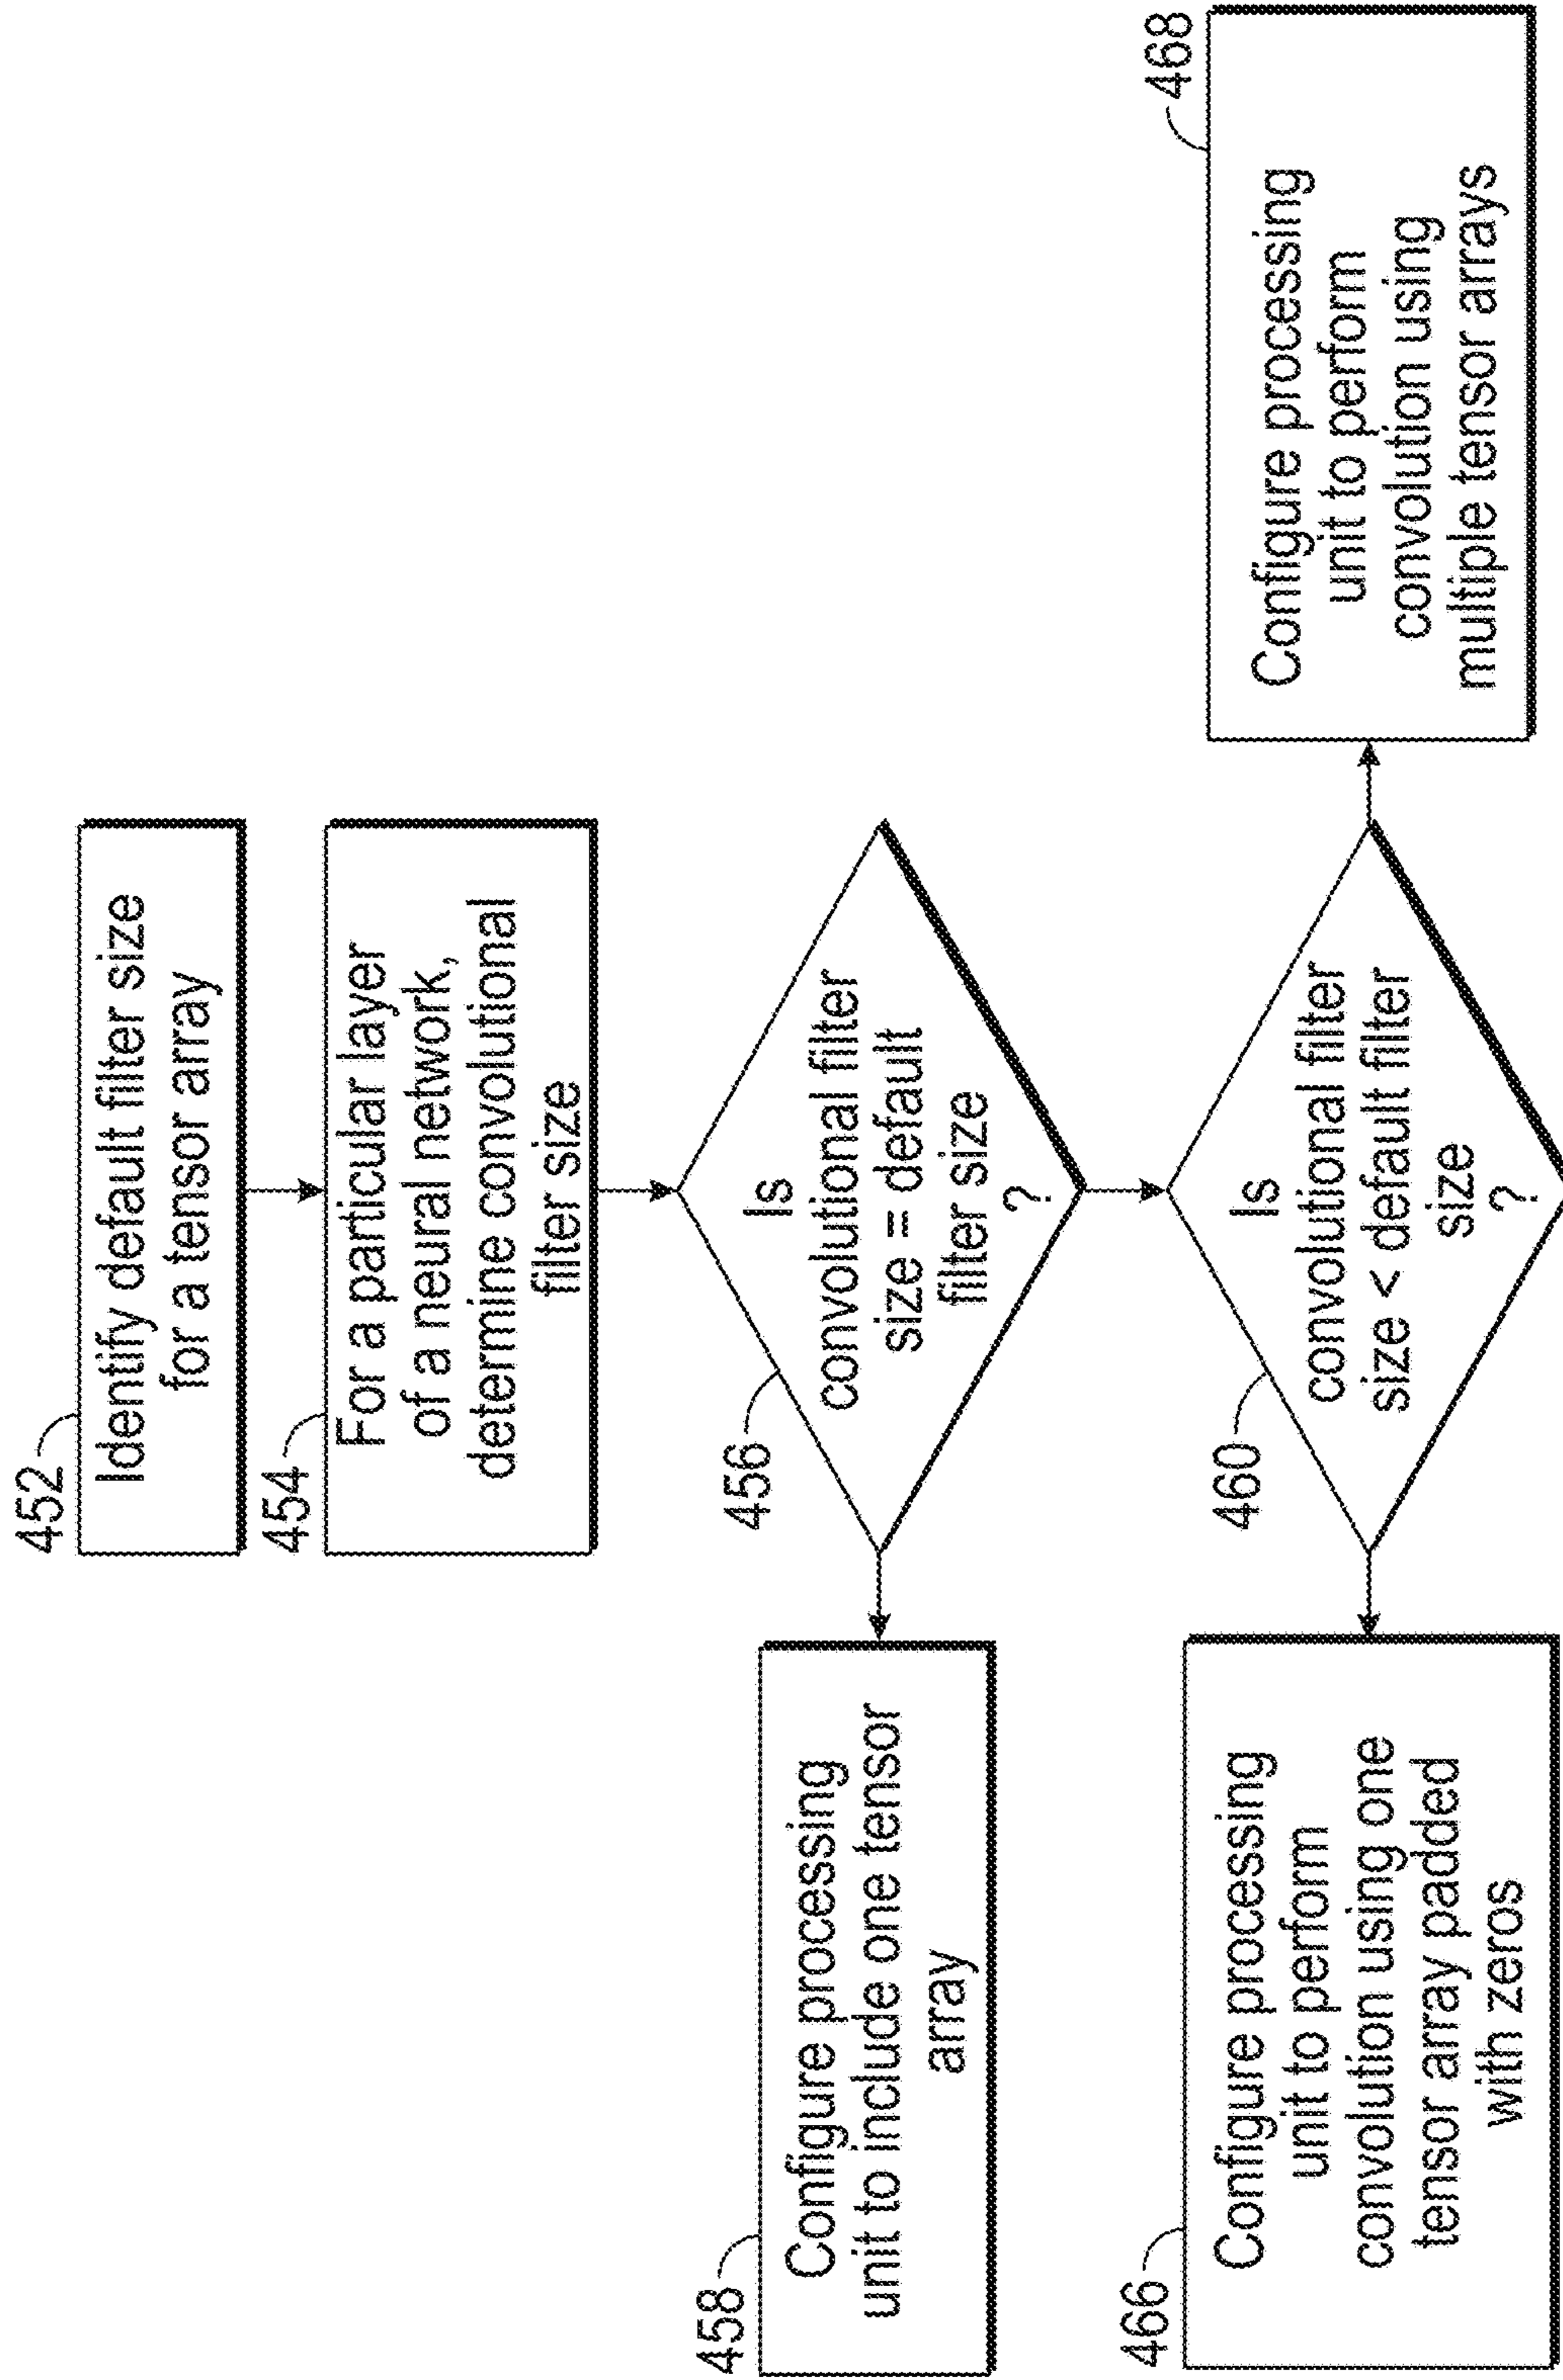 452
Identify default filter size
for a tensor array
454
For a particular layer
of a neural network,
determine convolutional
filter size
456
Is
convolutional filter
size = default
filter size
?
458
Configure processing
unit to include one tensor
array
460
Is
convolutional filter
size < default filter
size
?
466
Configure processing
unit to perform
convolution using one
tensor array padded
with zeros
468
Configure processing
unit to perform
convolution using
multiple tensor arrays